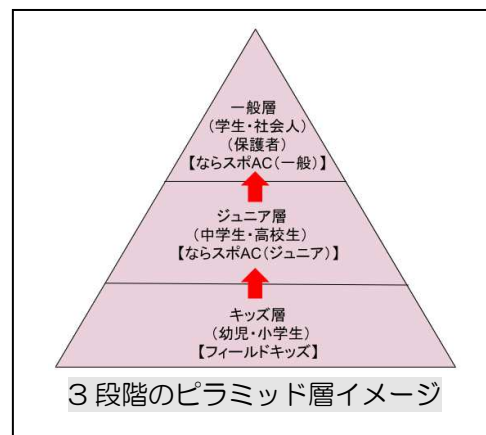 一般層
(学生・社会人)
(保護者)
【ならスポAC(一般)】
ジュニア層
(中学生・高校生)
【ならスポAC(ジュニア)】
キッズ層
(幼児・小学生)
【フィールドキッズ】
3段階のピラミッド層イメージ